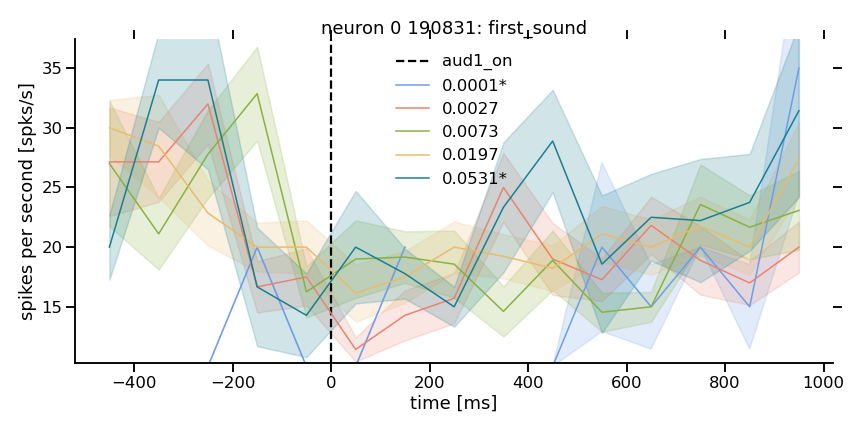 neuron 0 190831: first_sound
aud1_on
0.0001*
0.0027
0.0073
0.0197
0.0531*
spikes per second [spks/s]
35
30
25
20
15
−400 −200 0 200 400 600 800 1000
time [ms]